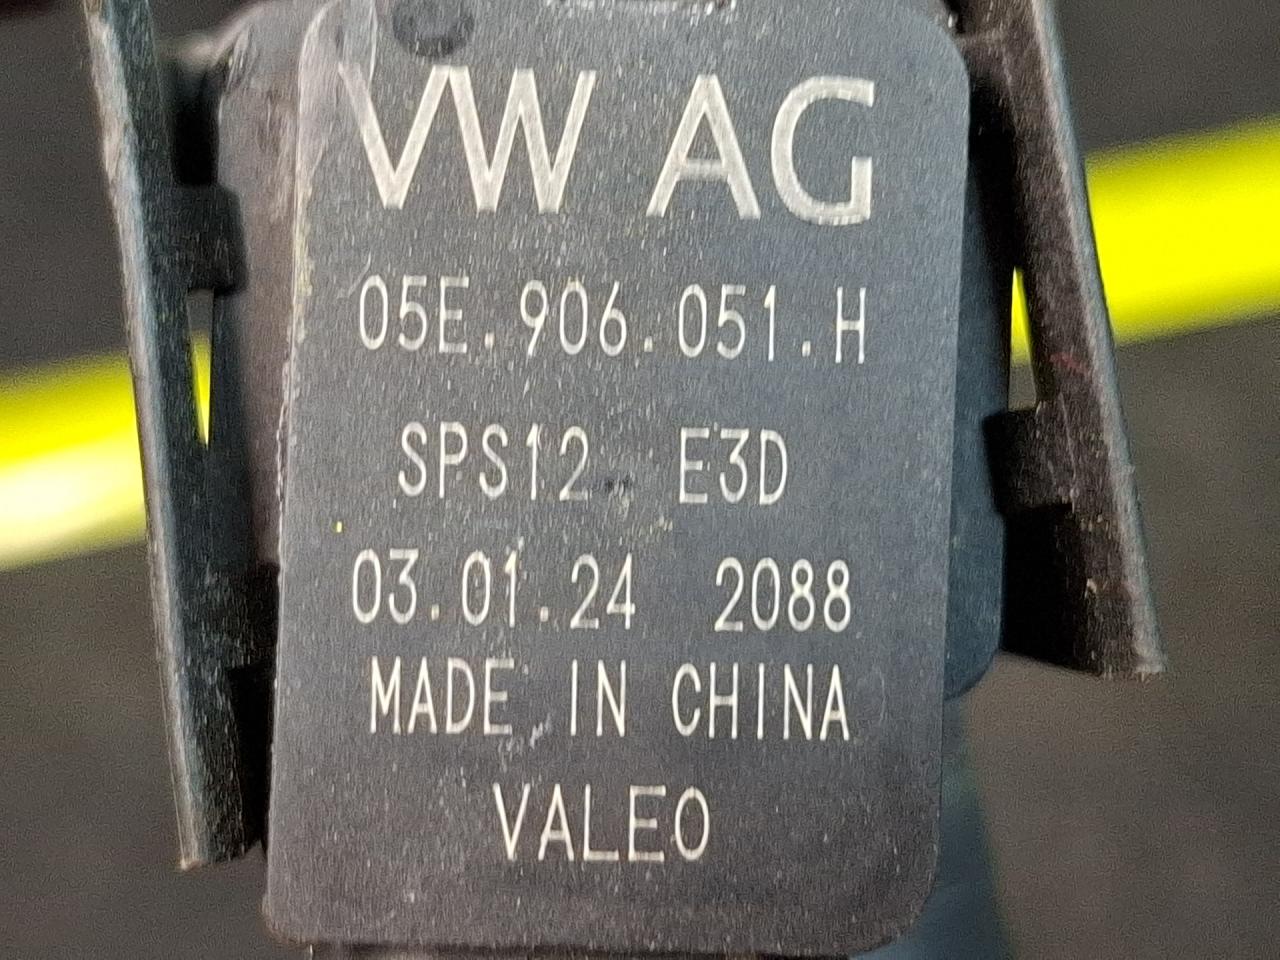 VW AG
05E.906.051.H
SPS12 E3D
03.01.24 2088
MADE IN CHINA
VALEO